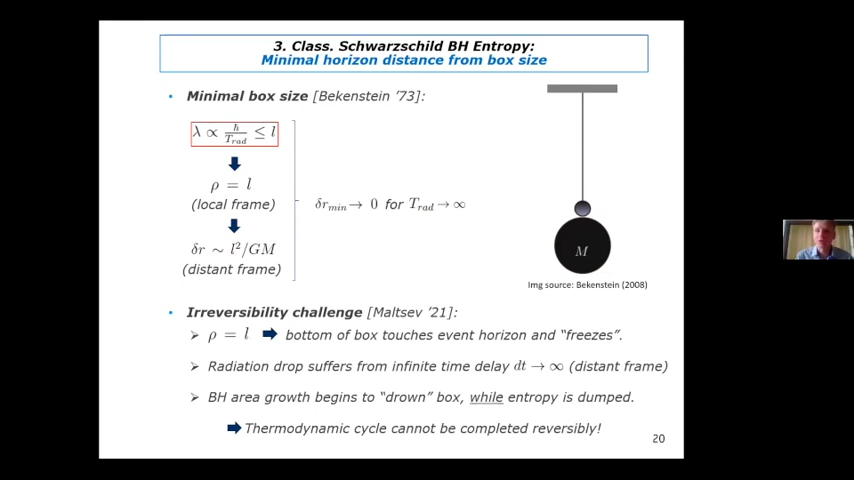 3. Class. Schwarzschild BH Entropy:
Minimal horizon distance from box size
• Minimal box size [Bekenstein '73]:
λ ∝ ħ/T_rad ≤ l
ρ = l
(local frame)
δr_min → 0 for T_rad → ∞
δr ~ l²/GM
(distant frame)
M
Img source: Bekenstein (2008)
• Irreversibility challenge [Maltsev '21]:
➢ ρ = l ➡ bottom of box touches event horizon and “freezes”.
➢ Radiation drop suffers from infinite time delay dt → ∞ (distant frame)
➢ BH area growth begins to “drown” box, while entropy is dumped.
➡ Thermodynamic cycle cannot be completed reversibly!
20